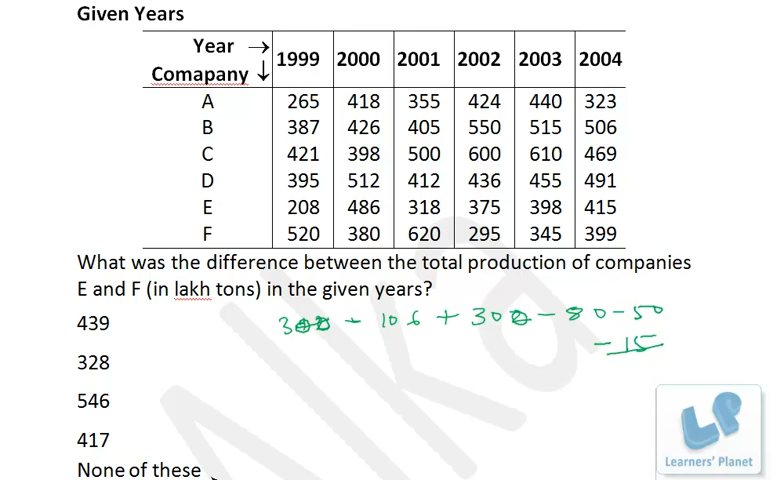 Given Years
Year → 1999 2000 2001 2002 2003 2004
Comapany ↓
A 265 418 355 424 440 323
B 387 426 405 550 515 506
C 421 398 500 600 610 469
D 395 512 412 436 455 491
E 208 486 318 375 398 415
F 520 380 620 295 345 399
What was the difference between the total production of companies
E and F (in lakh tons) in the given years?
439
328
546
417
None of these
- 106 + 302 - 80 - 50
- 15
Alka
LP
Learners' Planet